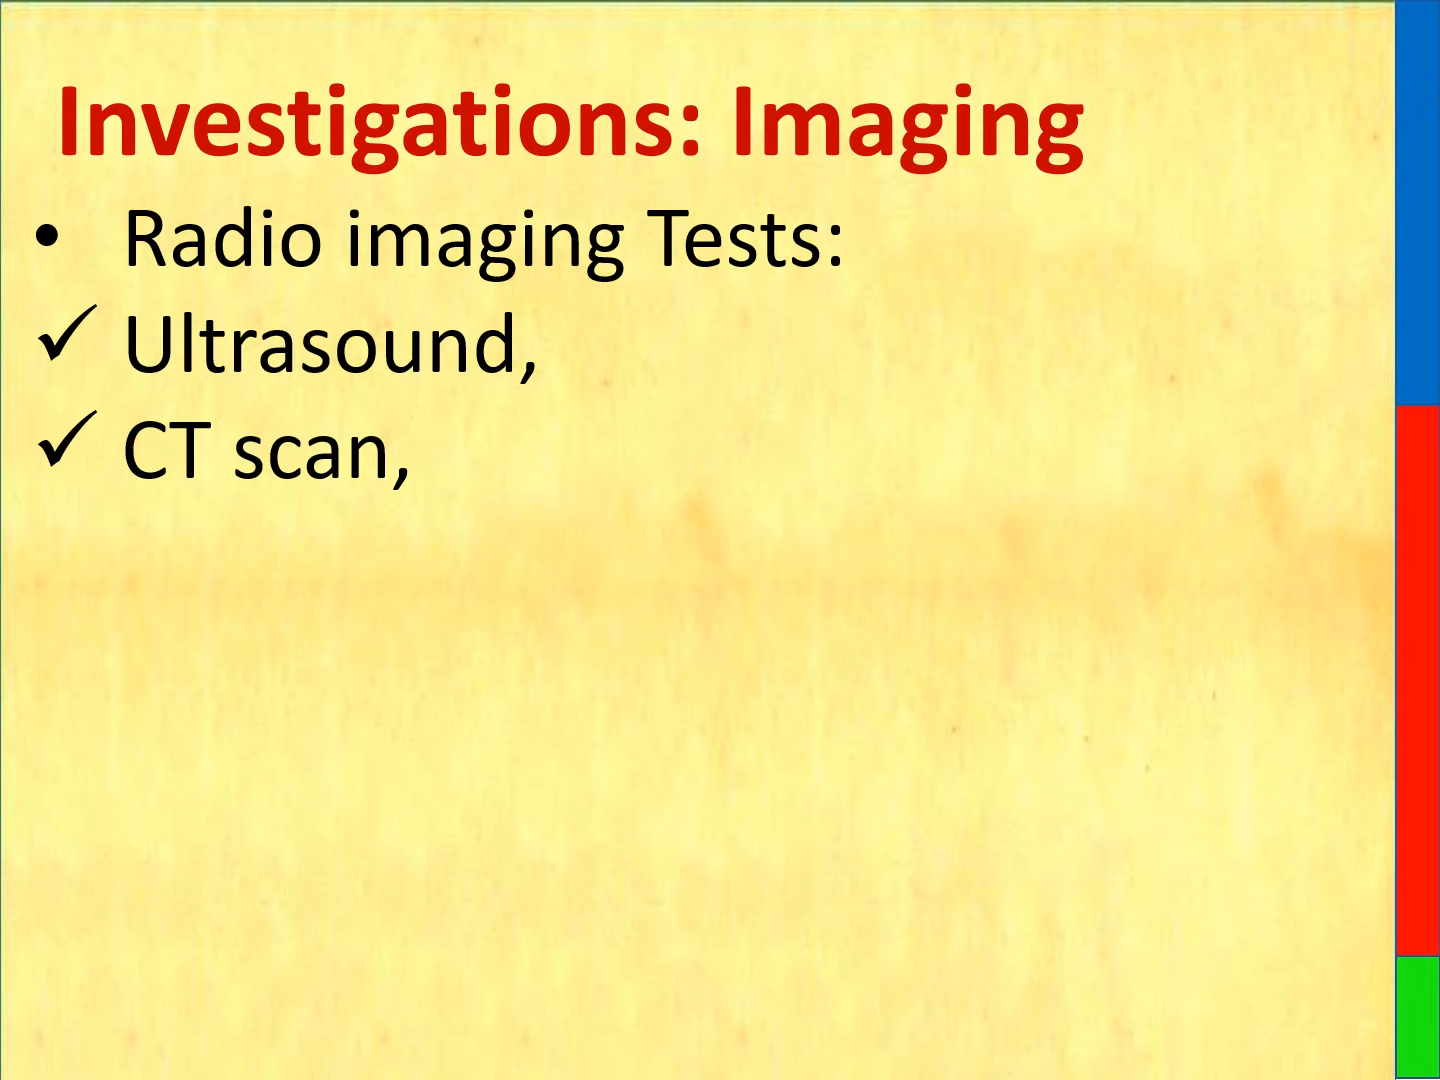 Investigations: Imaging
• Radio imaging Tests:
✓ Ultrasound,
✓ CT scan,